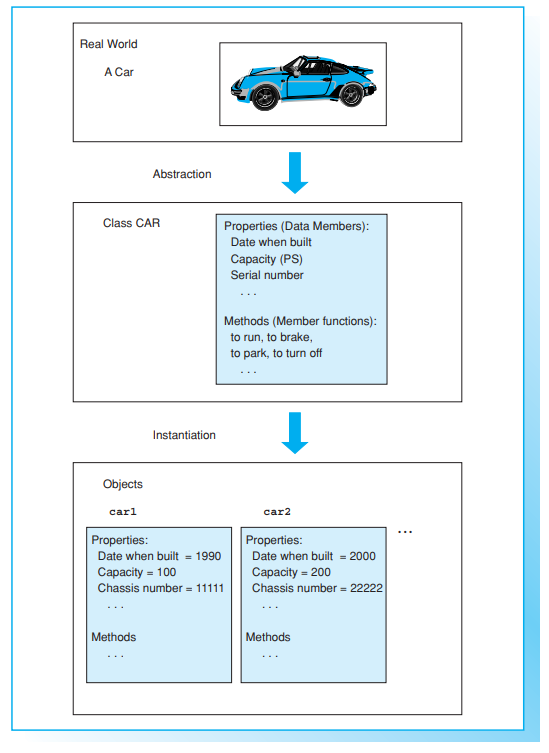 Real World
A Car
Abstraction
Class CAR
Properties (Data Members):
Date when built
Capacity (PS)
Serial number
. . .
Methods (Member functions):
to run, to brake,
to park, to turn off
. . .
Instantiation
Objects
car1
Properties:
Date when built = 1990
Capacity = 100
Chassis number = 11111
. . .
Methods
. . .
car2
Properties:
Date when built = 2000
Capacity = 200
Chassis number = 22222
. . .
Methods
. . .
...